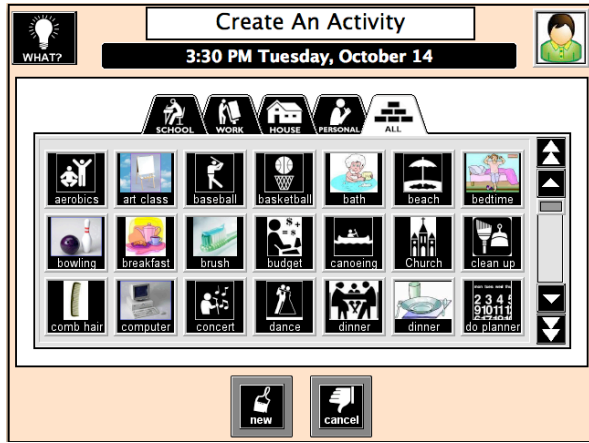 Create An Activity
WHAT?
3:30 PM Tuesday, October 14
SCHOOL WORK HOUSE PERSONAL ALL
aerobics art class baseball basketball bath beach bedtime
bowling breakfast brush budget canoeing Church clean up
comb hair computer concert dance dinner dinner do planner
new cancel